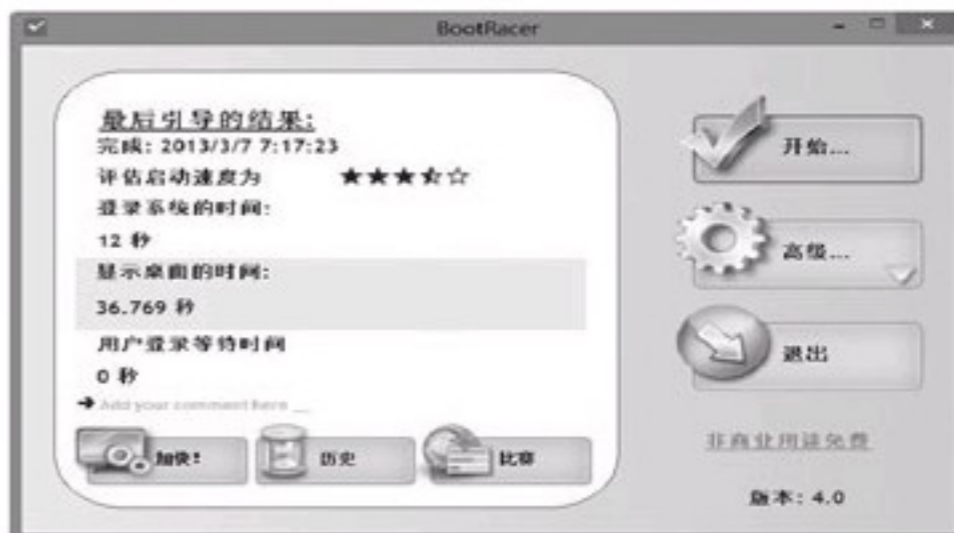 BootRacer
最后引导的结果:
完成: 2013/3/7 7:17:23
评估启动速度为 ★★★⯪☆
登录系统的时间:
12 秒
显示桌面的时间:
36.769 秒
用户登录等待时间
0 秒
Add your comment here __
加快!
历史
比赛
开始...
高级...
退出
非商业用途免费
版本: 4.0